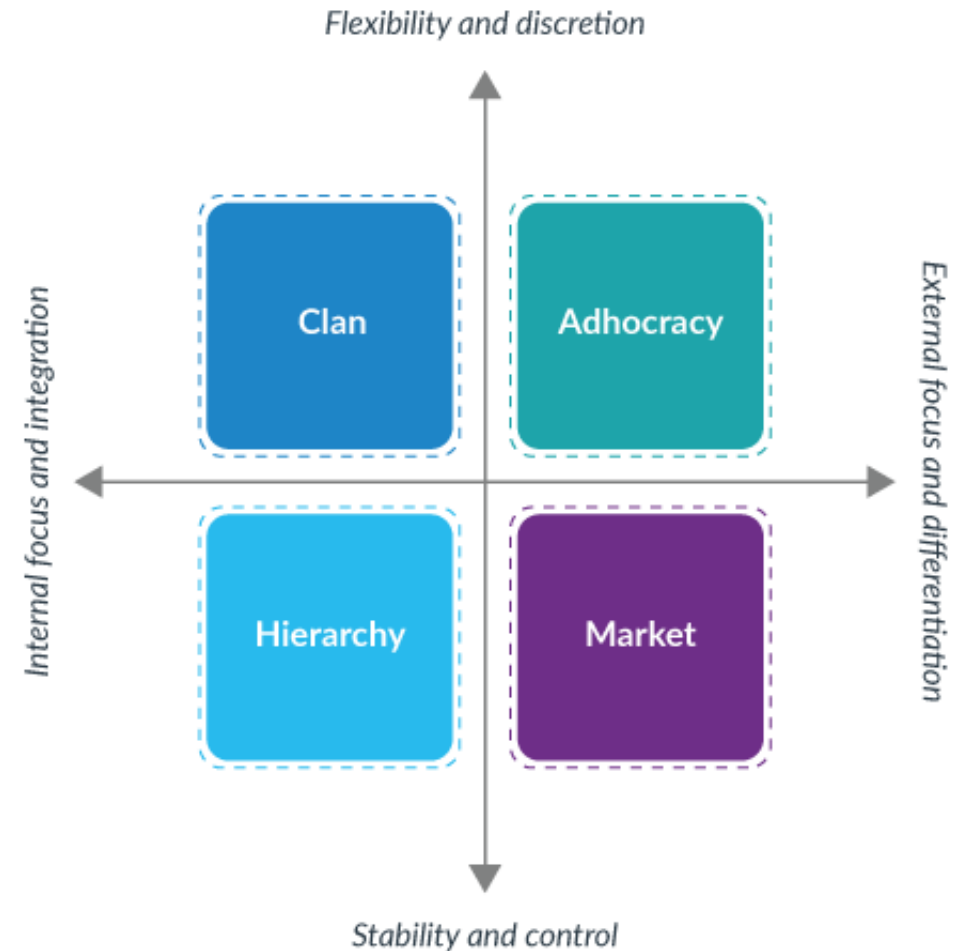 Flexibility and discretion
Internal focus and integration
External focus and differentiation
Clan
Adhocracy
Hierarchy
Market
Stability and control